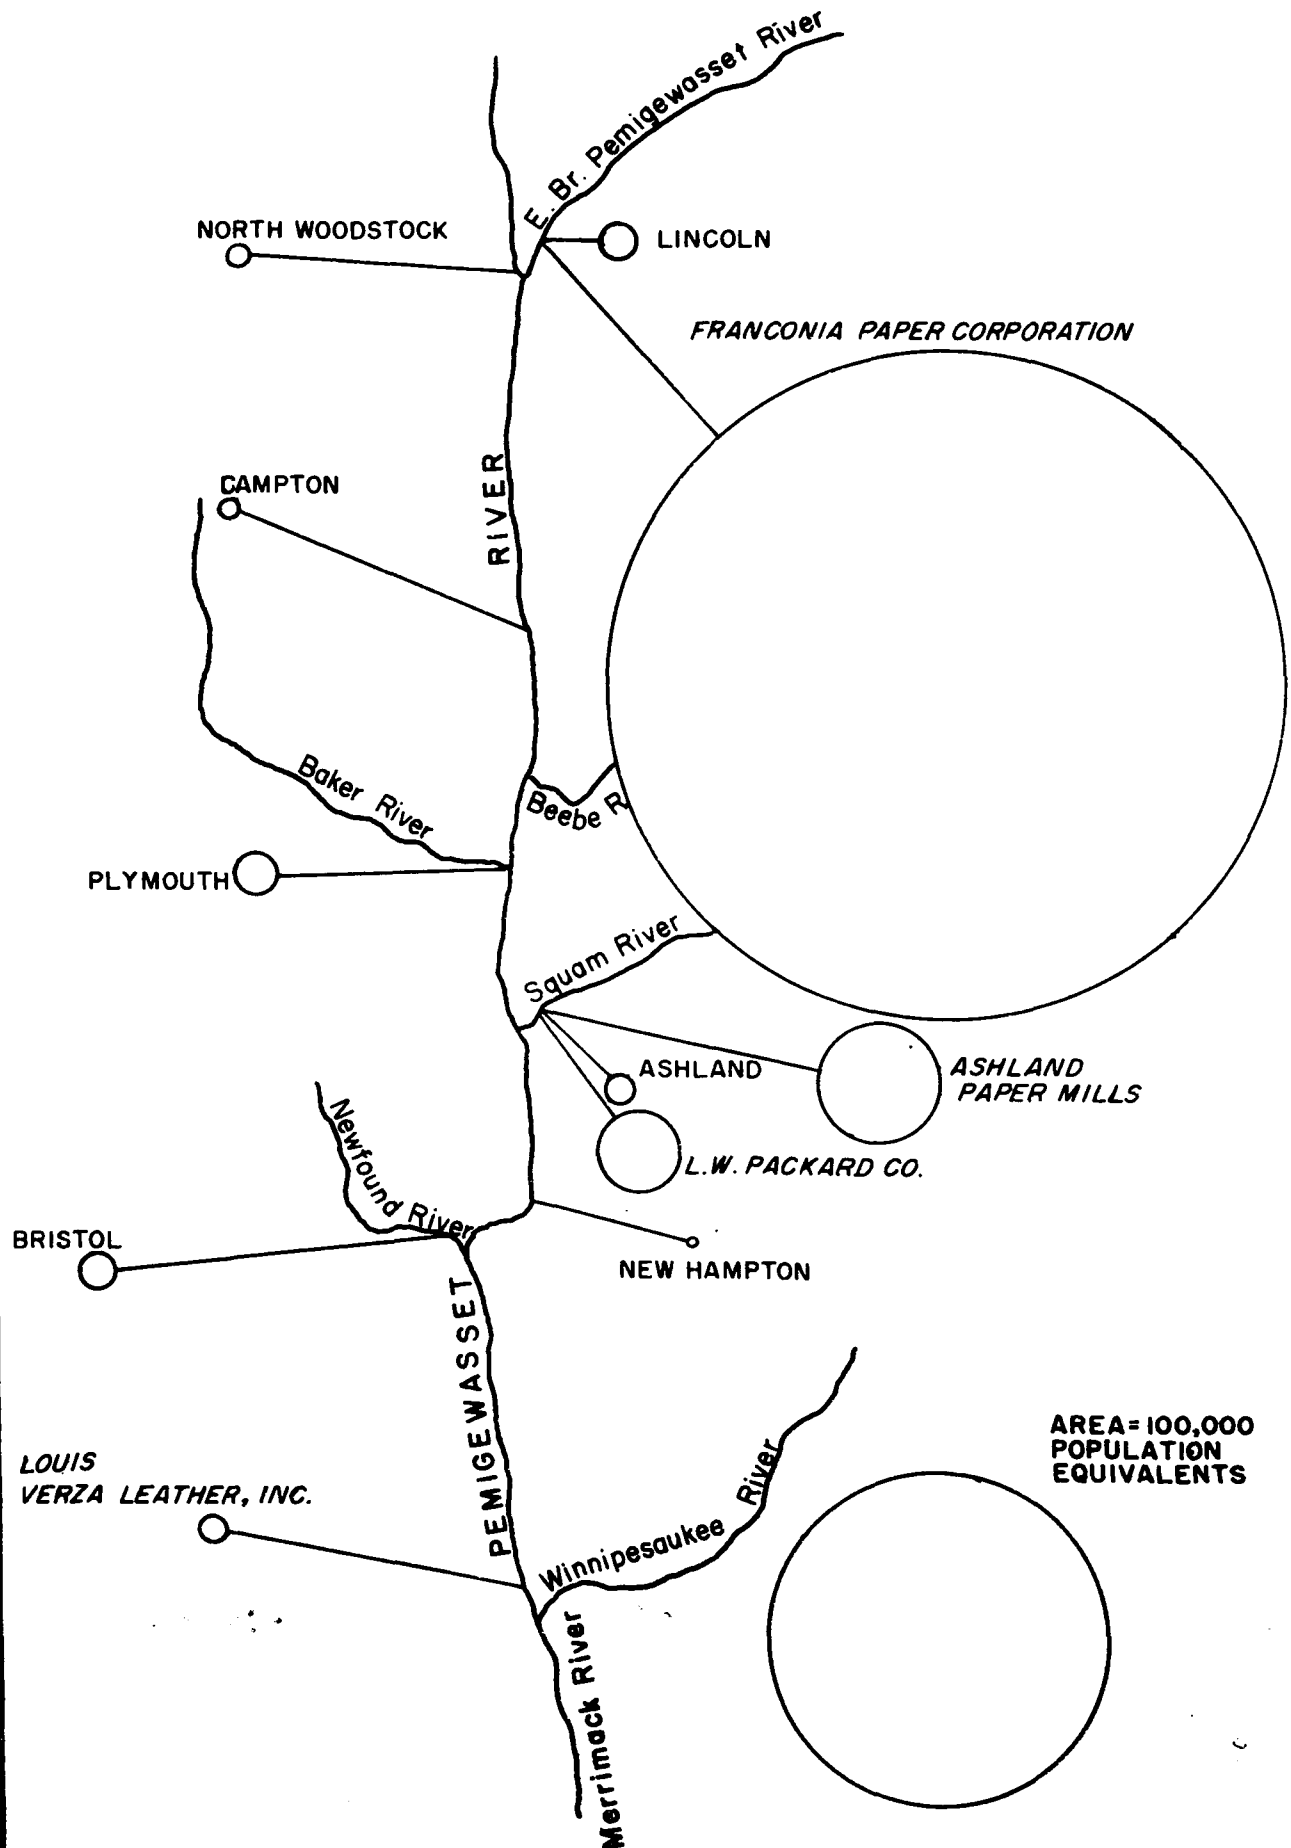 E. Br. Pemigewasset River
NORTH WOODSTOCK
LINCOLN
FRANCONIA PAPER CORPORATION
RIVER
CAMPTON
Baker River
Beebe R
PLYMOUTH
Squam River
ASHLAND
ASHLAND
PAPER MILLS
L.W. PACKARD CO.
Newfound River
BRISTOL
NEW HAMPTON
PEMIGEWASSET
AREA=100,000
POPULATION
EQUIVALENTS
LOUIS
VERZA LEATHER, INC.
Winnipesaukee River
Merrimack River